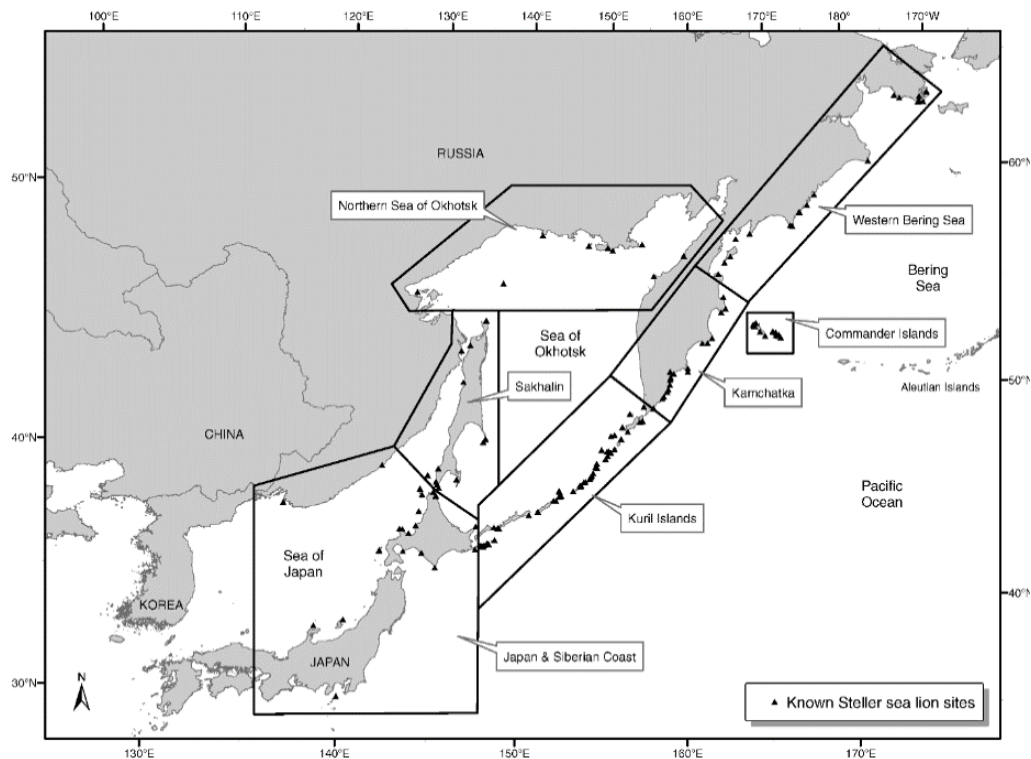 100°E 110°E 120°E 130°E 140°E 150°E 160°E 170°E 180° 170°W
RUSSIA
50°N
60°N
Northern Sea of Okhotsk
Western Bering Sea
Bering
Sea
Commander Islands
Sea of
Okhotsk
Sakhalin
Aleutian Islands
50°N
Kamchatka
CHINA
40°N
Pacific
Ocean
Kuril Islands
Sea of
Japan
KOREA
40°N
Japan & Siberian Coast
JAPAN
30°N
N
Known Steller sea lion sites
130°E 140°E 150°E 160°E 170°E